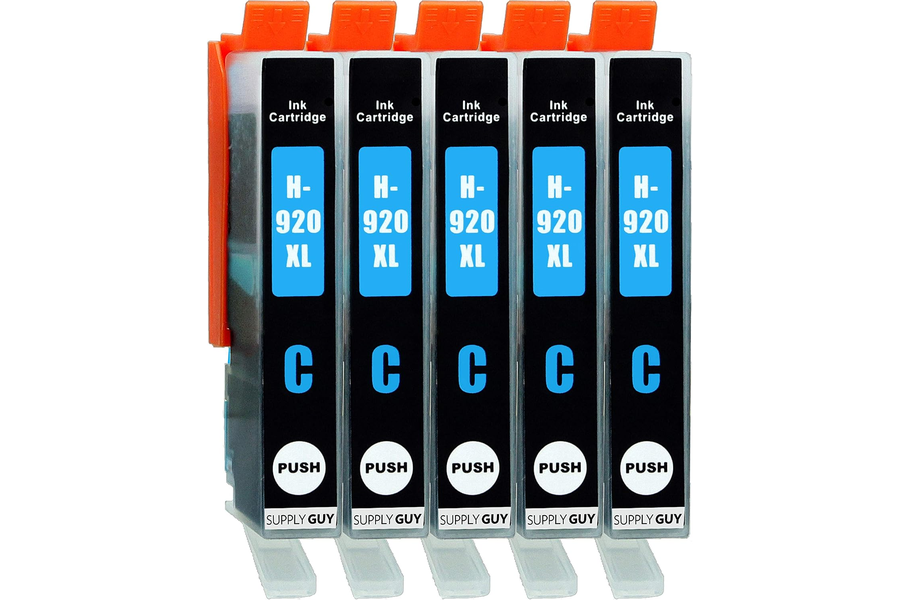 Ink
Cartridge
H-
920
XL
C
PUSH
SUPPLY GUY
Ink
Cartridge
H-
920
XL
C
PUSH
SUPPLY GUY
Ink
Cartridge
H-
920
XL
C
PUSH
SUPPLY GUY
Ink
Cartridge
H-
920
XL
C
PUSH
SUPPLY GUY
Ink
Cartridge
H-
920
XL
C
PUSH
SUPPLY GUY